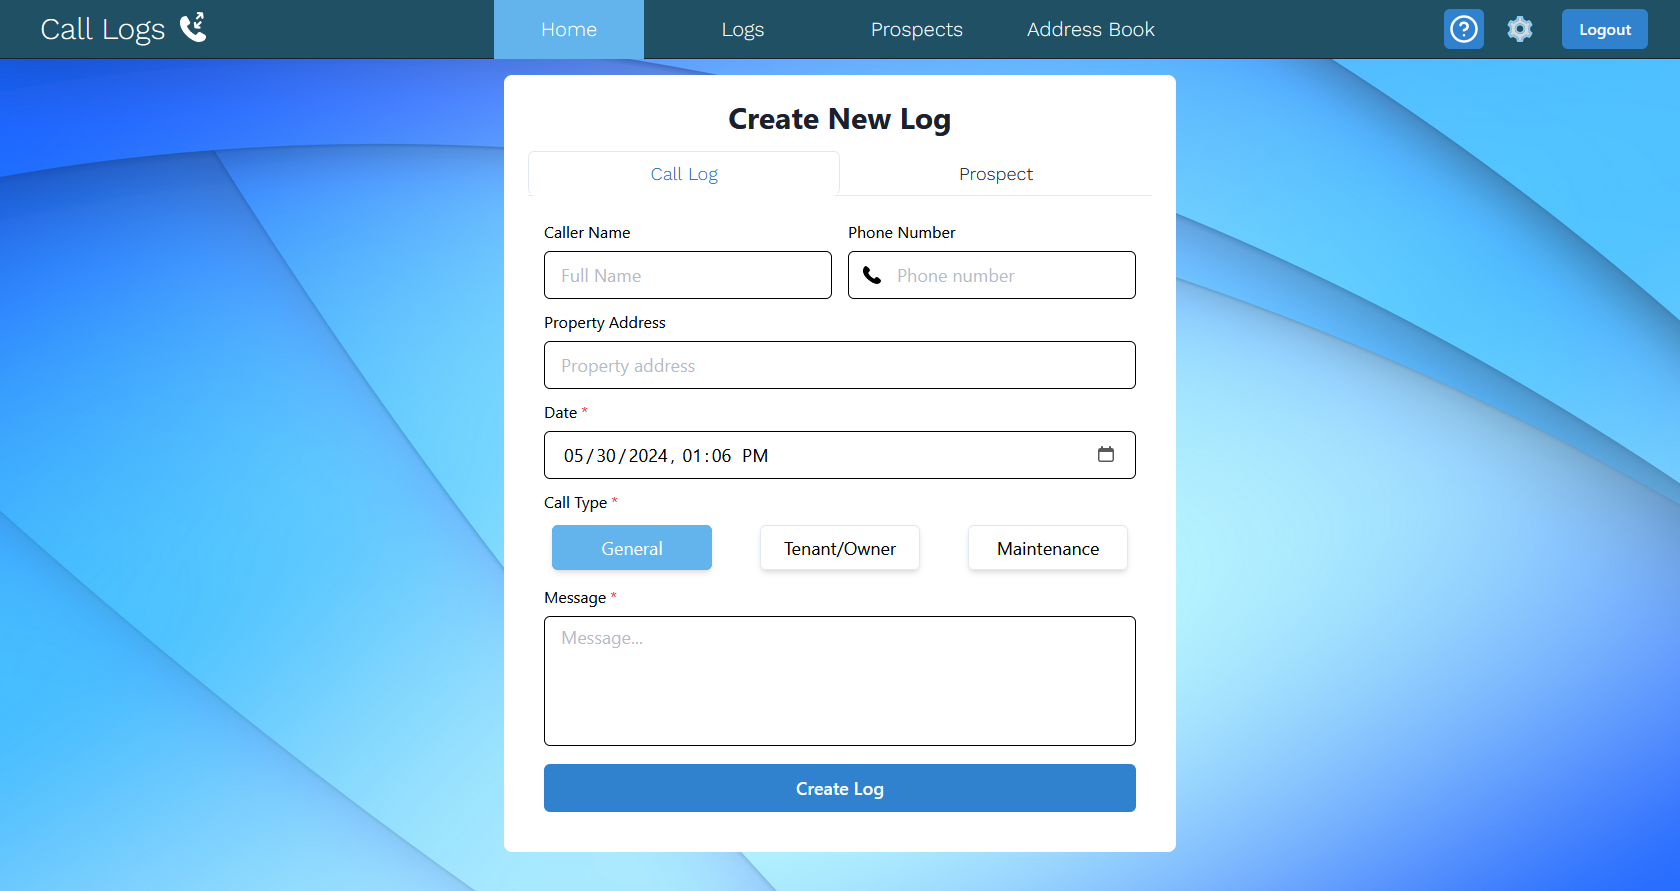 Call Logs Home Logs Prospects Address Book Logout
Create New Log
Call Log Prospect
Caller Name Phone Number
Full Name Phone number
Property Address
Property address
Date *
05/30/2024, 01:06 PM
Call Type *
General Tenant/Owner Maintenance
Message *
Message...
Create Log